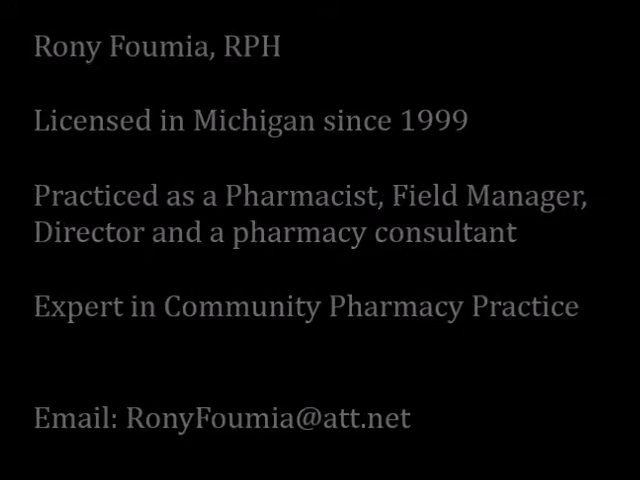 Rony Foumia, RPH
Licensed in Michigan since 1999
Practiced as a Pharmacist, Field Manager,
Director and a pharmacy consultant
Expert in Community Pharmacy Practice
Email: RonyFoumia@att.net